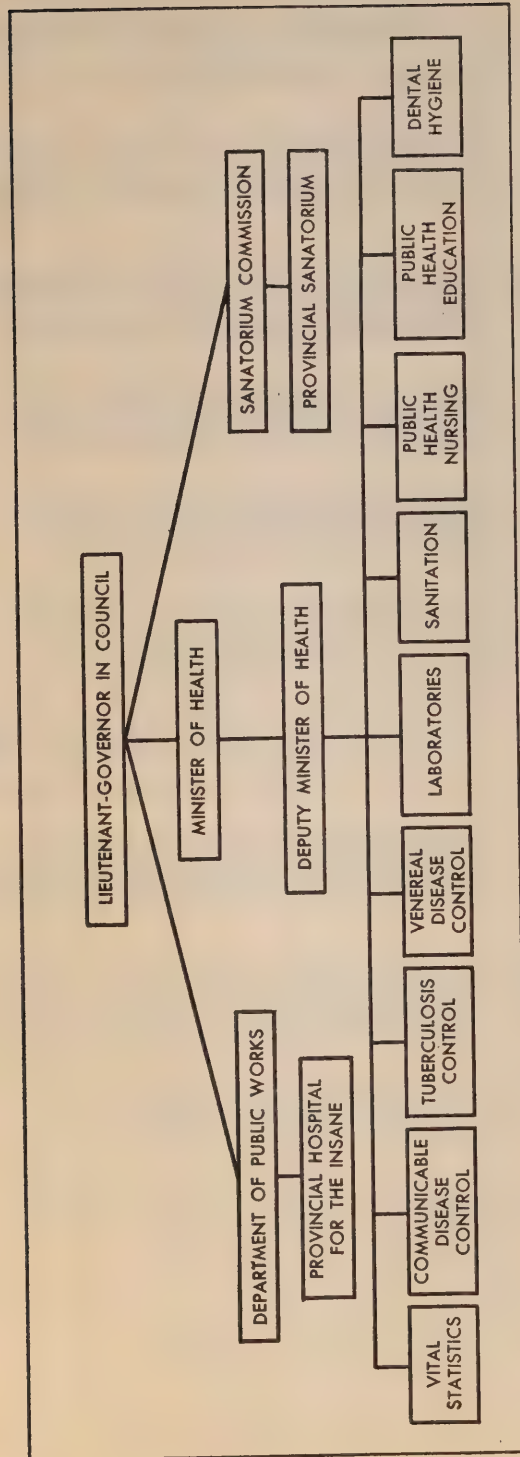 LIEUTENANT-GOVERNOR IN COUNCIL
DEPARTMENT OF PUBLIC WORKS
MINISTER OF HEALTH
SANATORIUM COMMISSION
PROVINCIAL HOSPITAL
FOR THE INSANE
DEPUTY MINISTER OF HEALTH
PROVINCIAL SANATORIUM
VITAL
STATISTICS
COMMUNICABLE
DISEASE
CONTROL
TUBERCULOSIS
CONTROL
VENEREAL
DISEASE
CONTROL
LABORATORIES
SANITATION
PUBLIC
HEALTH
NURSING
PUBLIC
HEALTH
EDUCATION
DENTAL
HYGIENE